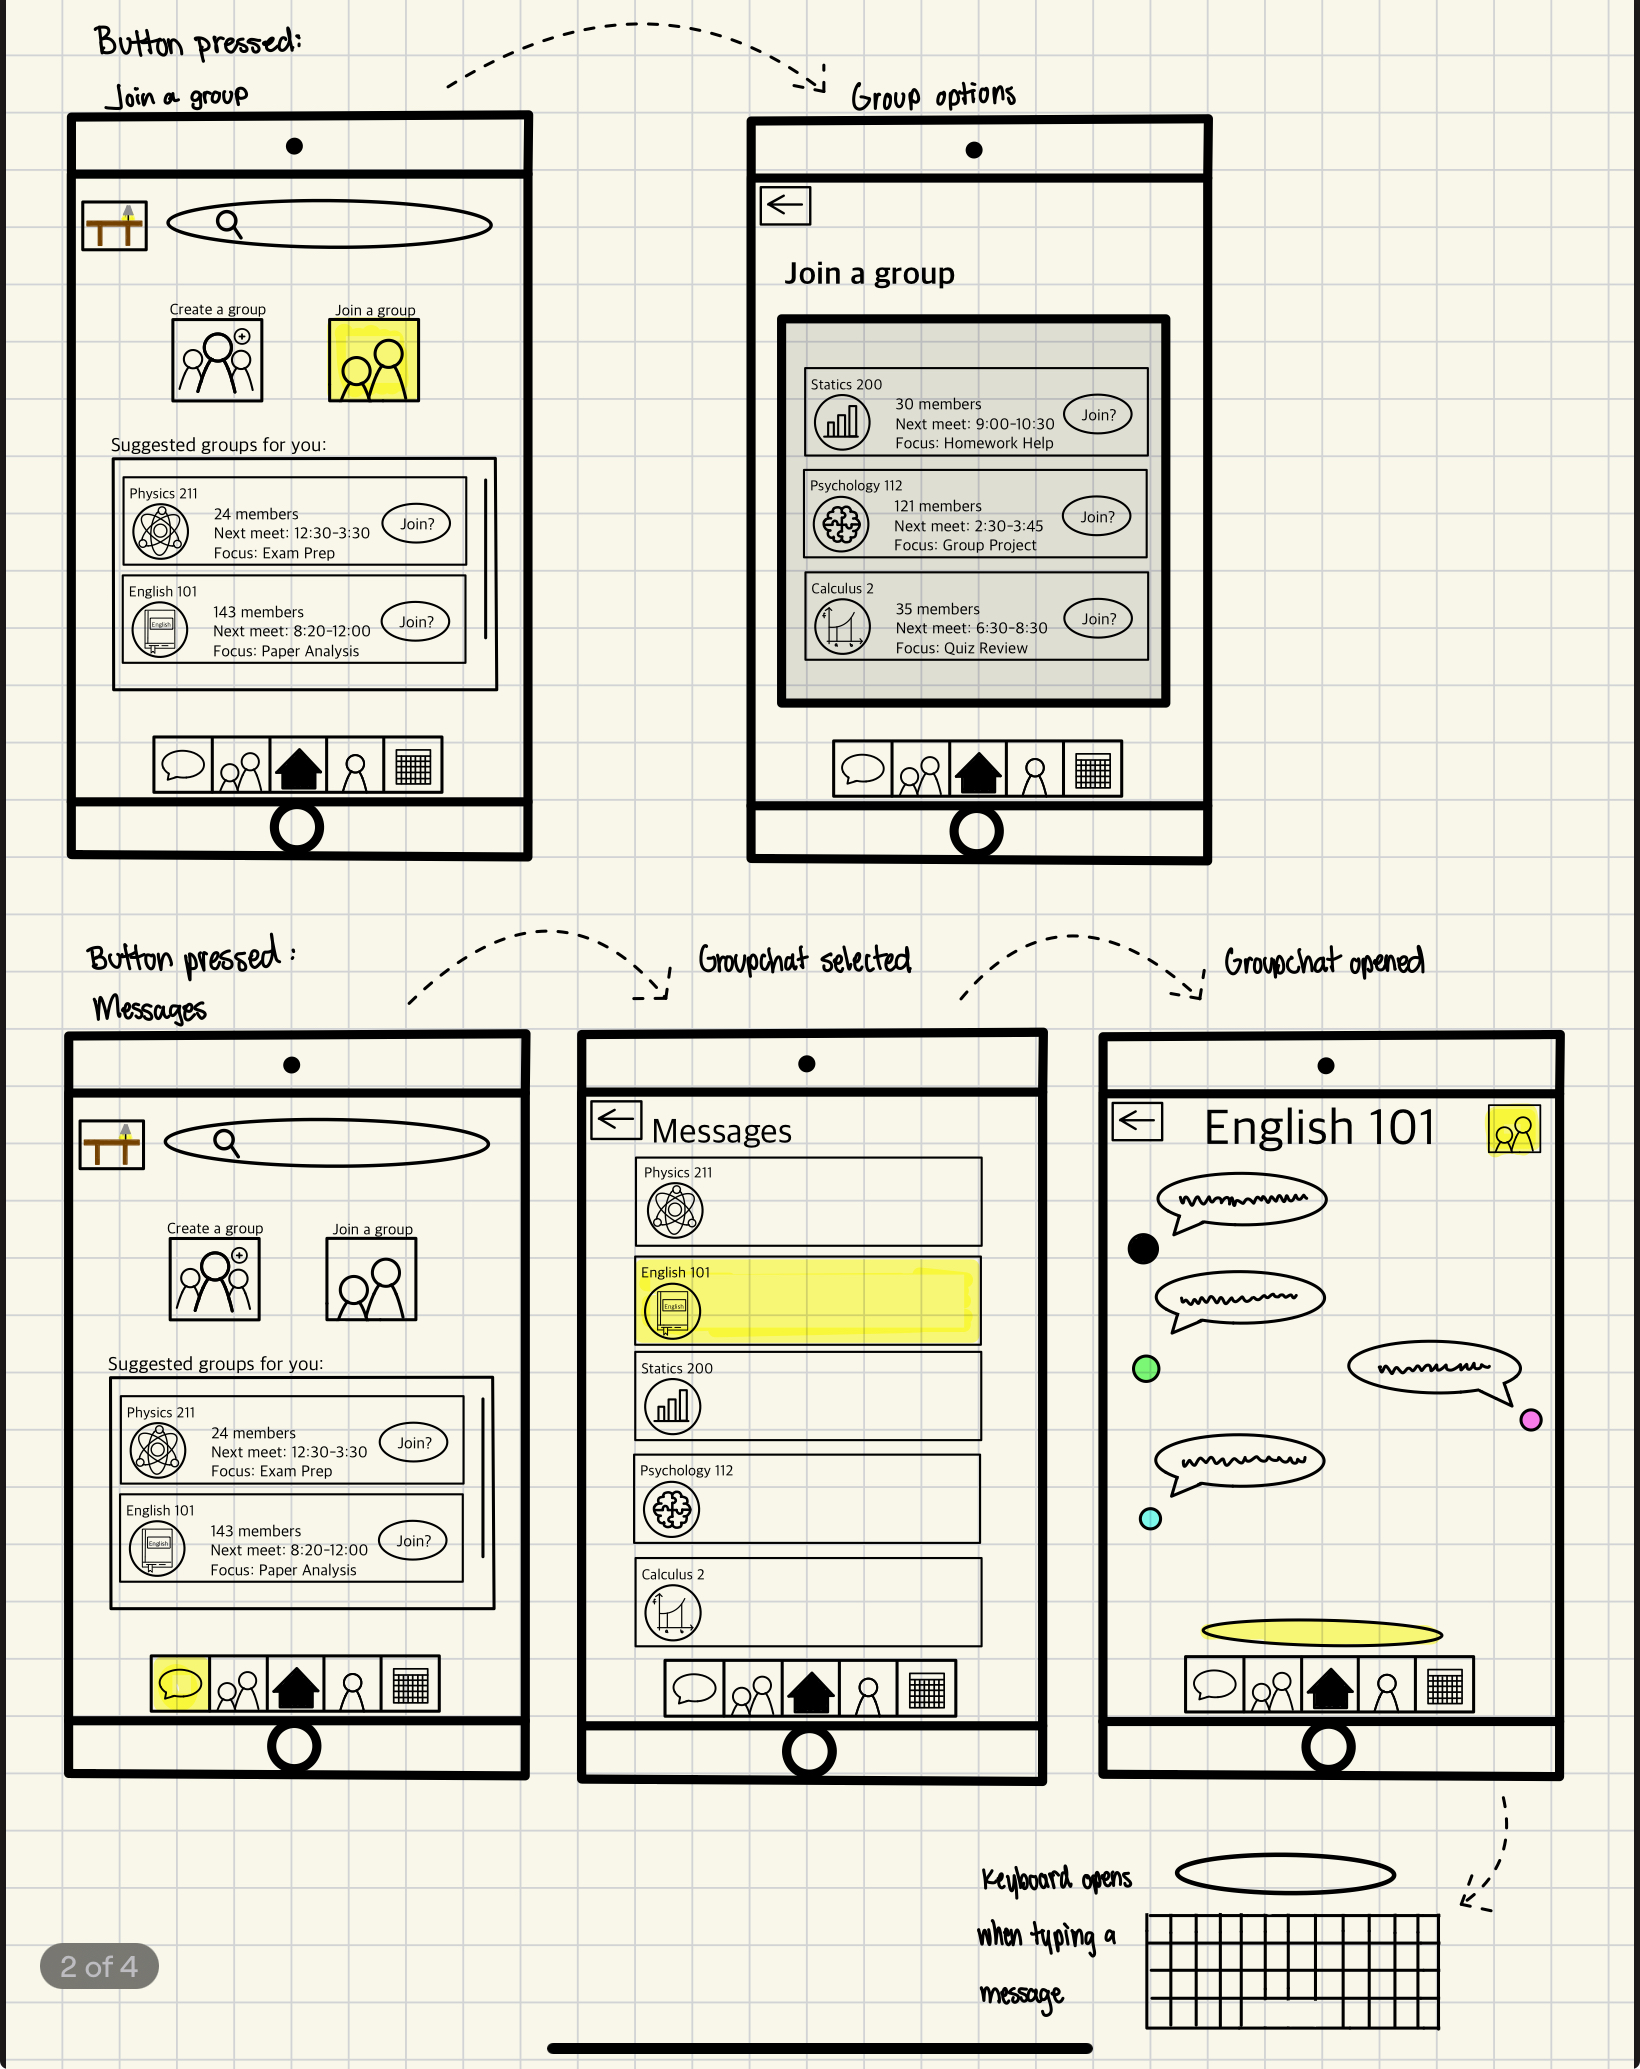 Button pressed:
Join a group
Group options
Create a group
Join a group
Suggested groups for you:
Physics 211
24 members
Next meet: 12:30-3:30
Focus: Exam Prep
Join?
English 101
English
143 members
Next meet: 8:20-12:00
Focus: Paper Analysis
Join?
Join a group
Statics 200
30 members
Next meet: 9:00-10:30
Focus: Homework Help
Join?
Psychology 112
121 members
Next meet: 2:30-3:45
Focus: Group Project
Join?
Calculus 2
35 members
Next meet: 6:30-8:30
Focus: Quiz Review
Join?
Button pressed:
Messages
Groupchat selected
Groupchat opened
Create a group
Join a group
Suggested groups for you:
Physics 211
24 members
Next meet: 12:30-3:30
Focus: Exam Prep
Join?
English 101
English
143 members
Next meet: 8:20-12:00
Focus: Paper Analysis
Join?
Messages
Physics 211
English 101
English
Statics 200
Psychology 112
Calculus 2
English 101
Keyboard opens
when typing a
message
2 of 4